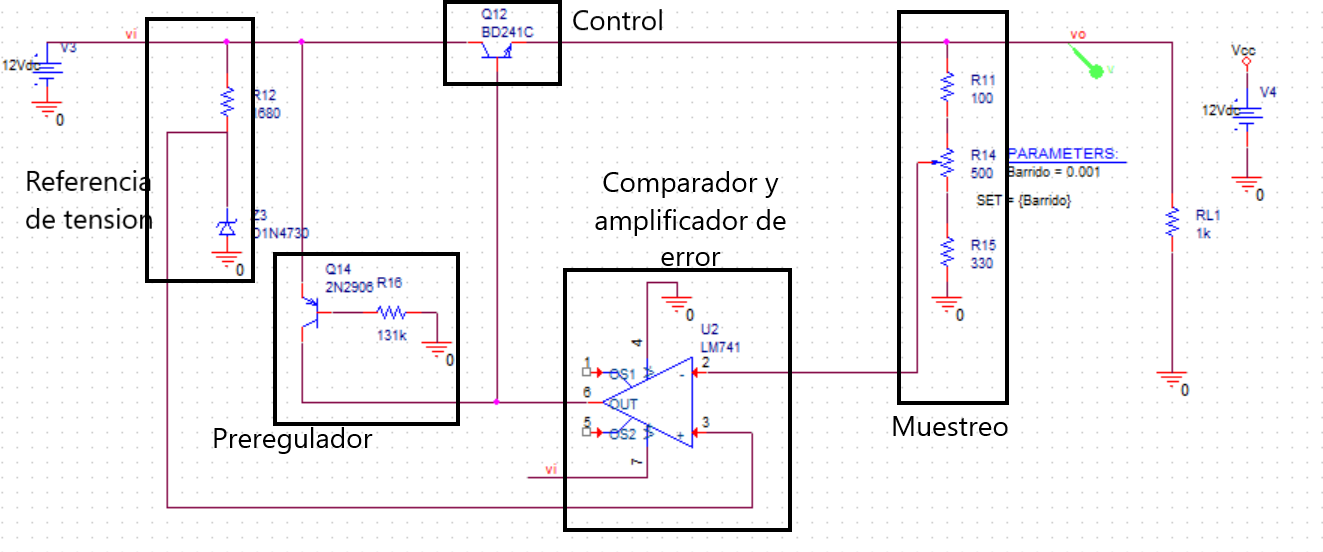 Q12
BD241C
Control
ví
V3
12Vdc
0
R12
680
Referencia
de tension
Z3
D1N4730
0
Q14
2N2906
R16
131k
0
Preregulador
Comparador y
amplificador de
error
0
U2
LM741
4
1
OS1
2
-
6
OUT
5
OS2
3
+
7
ví
R11
100
R14
500
PARAMETERS:
Barrido = 0.001
SET = {Barrido}
R15
330
0
Muestreo
vo
V
RL1
1k
0
Vcc
V4
12Vdc
0